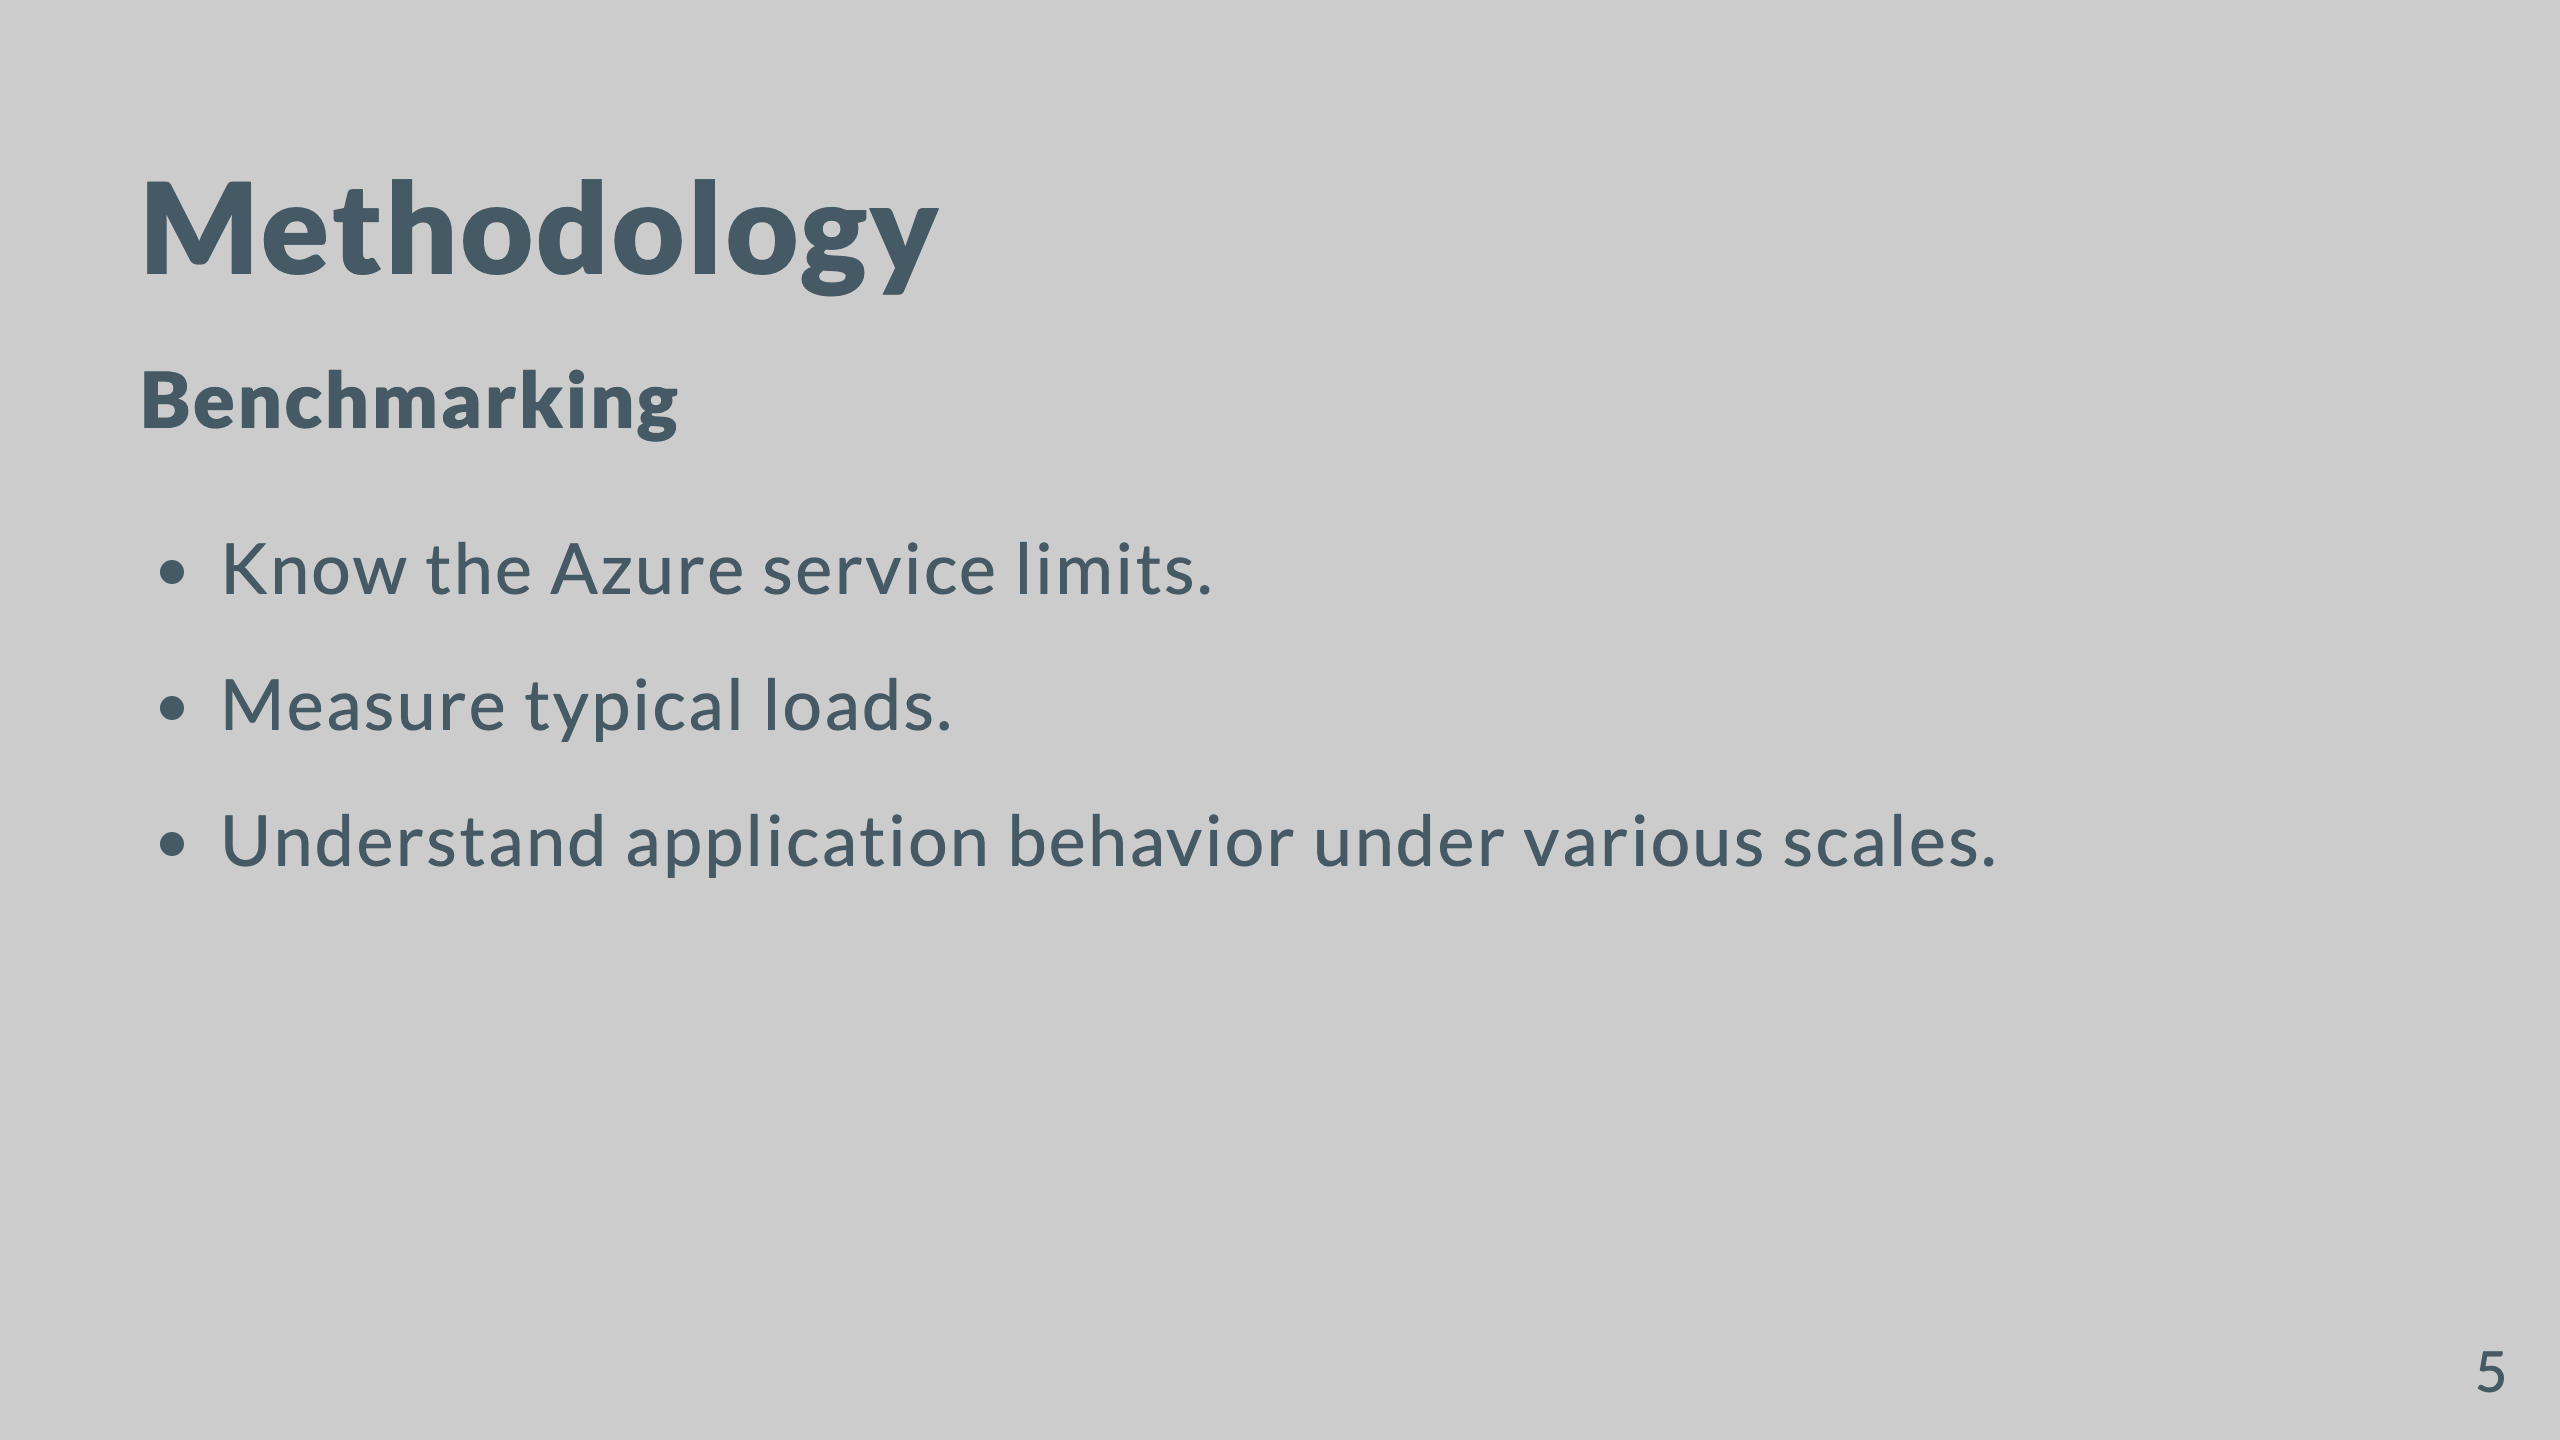 Methodology
Benchmarking
• Know the Azure service limits.
• Measure typical loads.
• Understand application behavior under various scales.
5